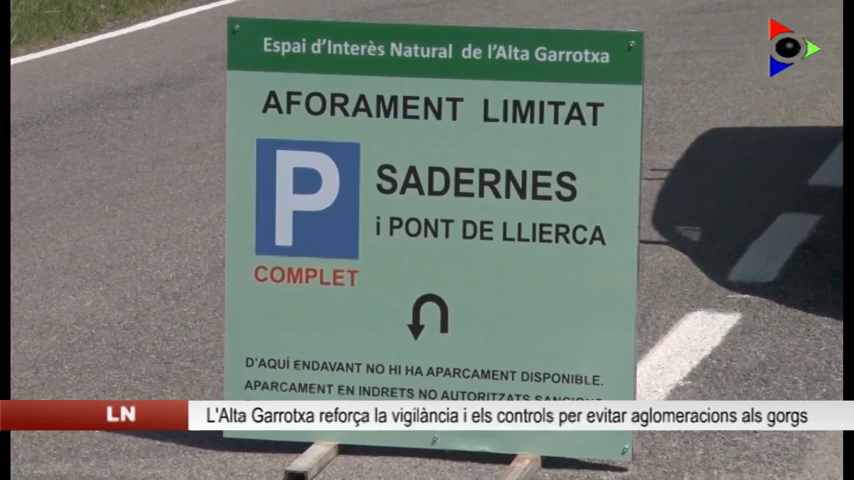 Espai d'Interès Natural de l'Alta Garrotxa
AFORAMENT LIMITAT
P
SADERNES
i PONT DE LLIERCA
COMPLET
D'AQUÍ ENDAVANT NO HI HA APARCAMENT DISPONIBLE.
APARCAMENT EN INDRETS NO AUTORITZATS
LN
L'Alta Garrotxa reforça la vigilància i els controls per evitar aglomeracions als gorgs